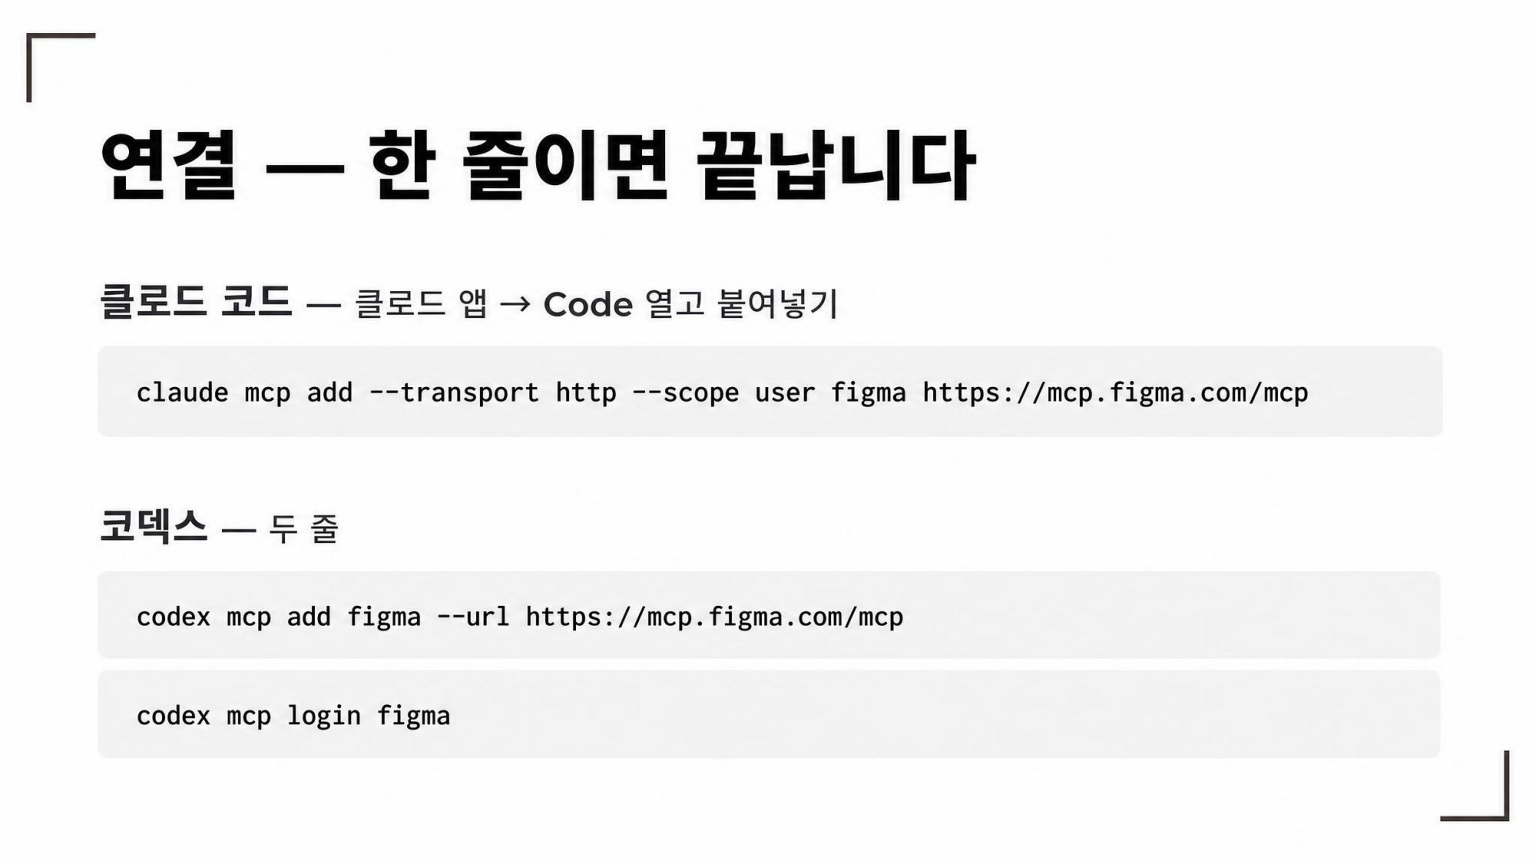 연결 — 한 줄이면 끝납니다
클로드 코드 — 클로드 앱 → Code 열고 붙여넣기
claude mcp add --transport http --scope user figma https://mcp.figma.com/mcp
코덱스 — 두 줄
codex mcp add figma --url https://mcp.figma.com/mcp
codex mcp login figma